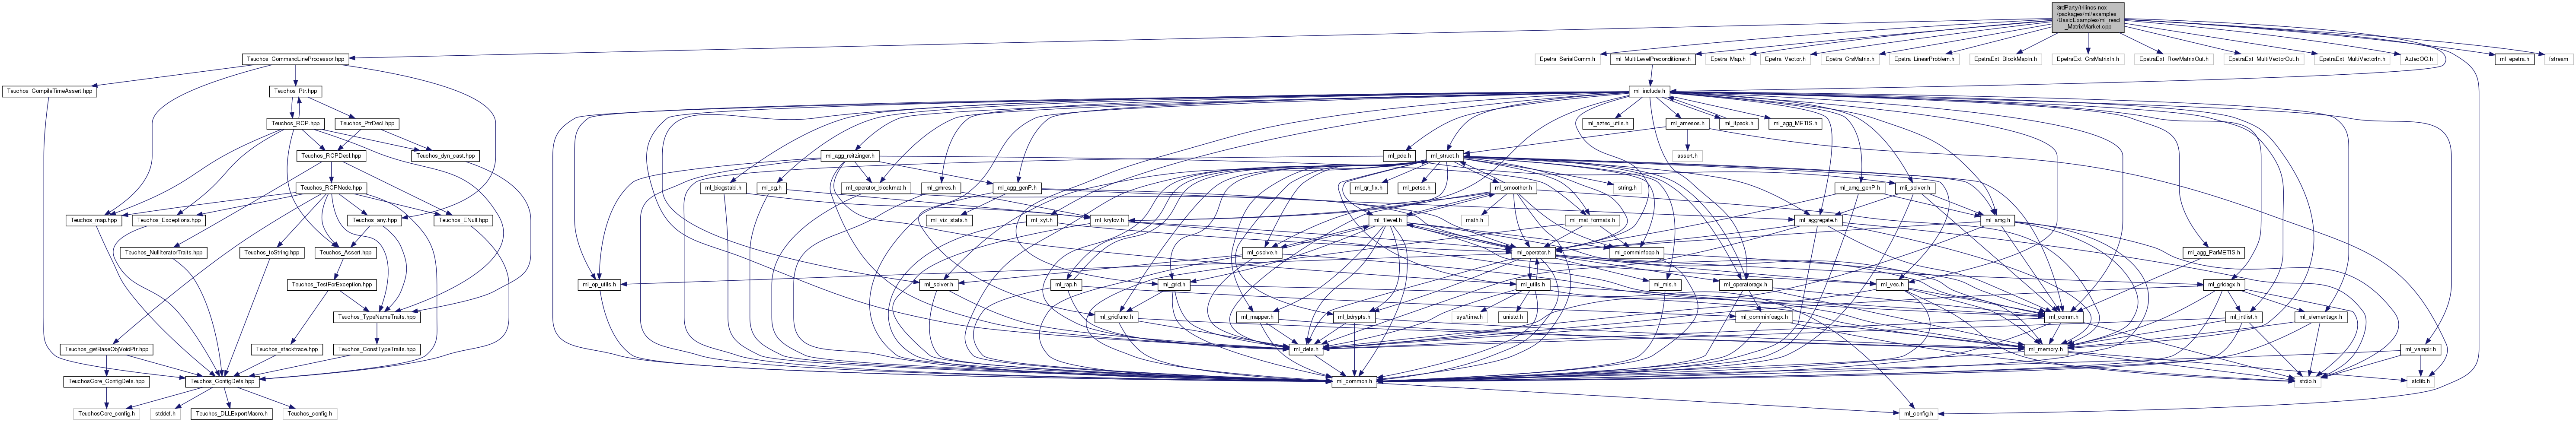 3rdParty/trilinos-nox
/packages/ml/examples
/BasicExamples/ml_read
_MatrixMarket.cpp
Teuchos_CommandLineProcessor.hpp
Epetra_SerialComm.h
ml_MultiLevelPreconditioner.h
Epetra_Map.h
Epetra_Vector.h
Epetra_CrsMatrix.h
Epetra_LinearProblem.h
EpetraExt_BlockMapIn.h
EpetraExt_CrsMatrixIn.h
EpetraExt_RowMatrixOut.h
EpetraExt_MultiVectorOut.h
EpetraExt_MultiVectorIn.h
AztecOO.h
ml_epetra.h
fstream
Teuchos_CompileTimeAssert.hpp
Teuchos_Ptr.hpp
ml_include.h
Teuchos_RCP.hpp
Teuchos_PtrDecl.hpp
ml_aztec_utils.h
ml_amesos.h
ml_ifpack.h
ml_agg_METIS.h
Teuchos_RCPDecl.hpp
Teuchos_dyn_cast.hpp
ml_agg_reitzinger.h
ml_pde.h
ml_struct.h
assert.h
Teuchos_RCPNode.hpp
ml_bicgstabl.h
ml_cg.h
ml_operator_blockmat.h
ml_gmres.h
ml_agg_genP.h
ml_qr_fix.h
ml_petsc.h
ml_smoother.h
string.h
ml_amg_genP.h
mli_solver.h
Teuchos_map.hpp
Teuchos_Exceptions.hpp
Teuchos_any.hpp
Teuchos_ENull.hpp
ml_viz_stats.h
ml_xyt.h
ml_krylov.h
ml_1level.h
math.h
ml_mat_formats.h
ml_aggregate.h
ml_amg.h
Teuchos_NullIteratorTraits.hpp
Teuchos_toString.hpp
Teuchos_Assert.hpp
ml_csolve.h
ml_operator.h
ml_comminfoop.h
ml_agg_ParMETIS.h
Teuchos_TestForException.hpp
ml_op_utils.h
ml_solver.h
ml_rap.h
ml_grid.h
ml_utils.h
ml_mls.h
ml_operatoragx.h
ml_vec.h
ml_gridagx.h
Teuchos_TypeNameTraits.hpp
ml_gridfunc.h
ml_mapper.h
ml_bdrypts.h
sys/time.h
unistd.h
ml_comminfoagx.h
ml_comm.h
ml_intlist.h
ml_elementagx.h
Teuchos_getBaseObjVoidPtr.hpp
Teuchos_stacktrace.hpp
Teuchos_ConstTypeTraits.hpp
ml_defs.h
ml_memory.h
ml_vampir.h
TeuchosCore_ConfigDefs.hpp
Teuchos_ConfigDefs.hpp
ml_common.h
stdio.h
stdlib.h
TeuchosCore_config.h
stddef.h
Teuchos_DLLExportMacro.h
Teuchos_config.h
ml_config.h